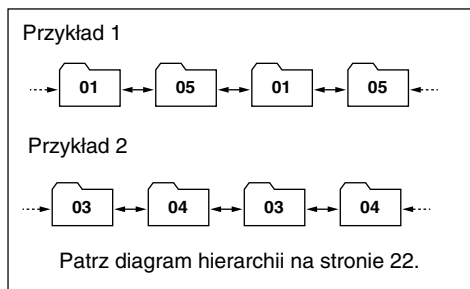 Przykład 1
01 05 01 05
Przykład 2
03 04 03 04
Patrz diagram hierarchii na stronie 22.